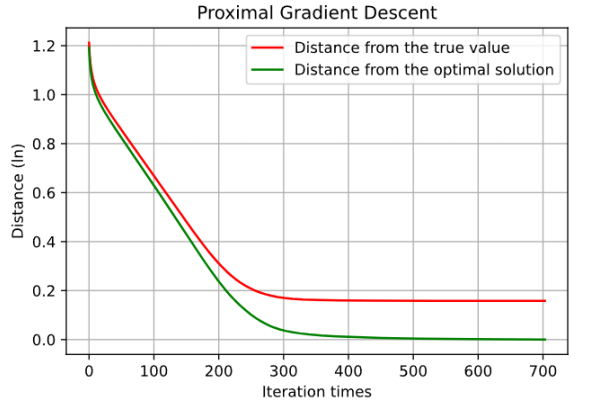 Proximal Gradient Descent
Distance from the true value
Distance from the optimal solution
Distance (ln)
1.2
1.0
0.8
0.6
0.4
0.2
0.0
0 100 200 300 400 500 600 700
Iteration times